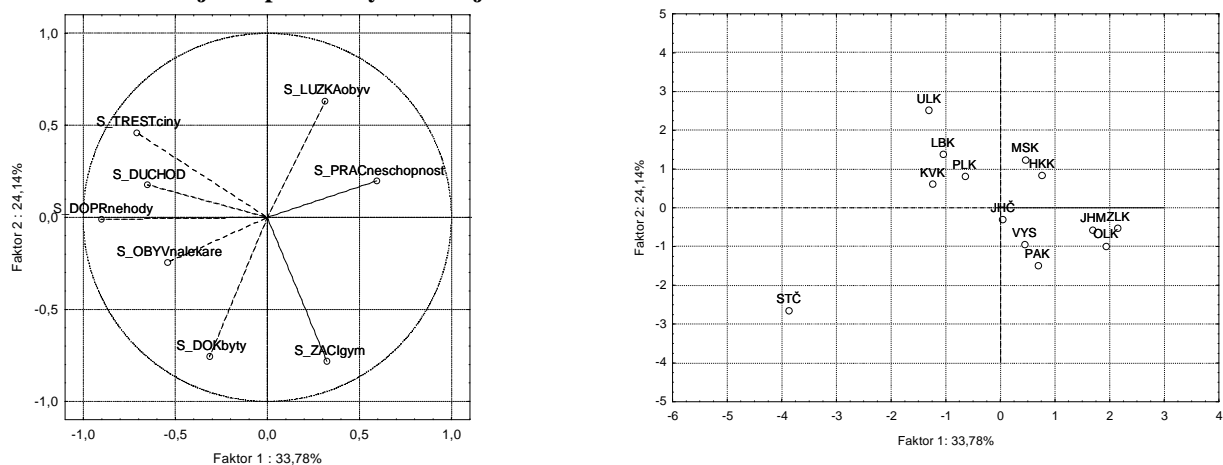 1,0
S_LUZKAobyv
S_TRESTciny
0,5
S_PRACneschopnost
S_DUCHOD
S_DOPRnehody
0,0
S_OBYVnaleKare
-0,5
S_DOKbyty
S_ZACIgym
-1,0
-1,0 -0,5 0,0 0,5 1,0
Faktor 1 : 33,78%
Faktor 2 : 24,14%
5
4
3
2
1
0
-1
-2
-3
-4
-5
ULK
LBK
MSK
KVK PLK HKK
JHČ
JHM ZLK
VYS OLK
PAK
STČ
-6 -5 -4 -3 -2 -1 0 1 2 3 4
Faktor 1: 33,78%
Faktor 2: 24,14%